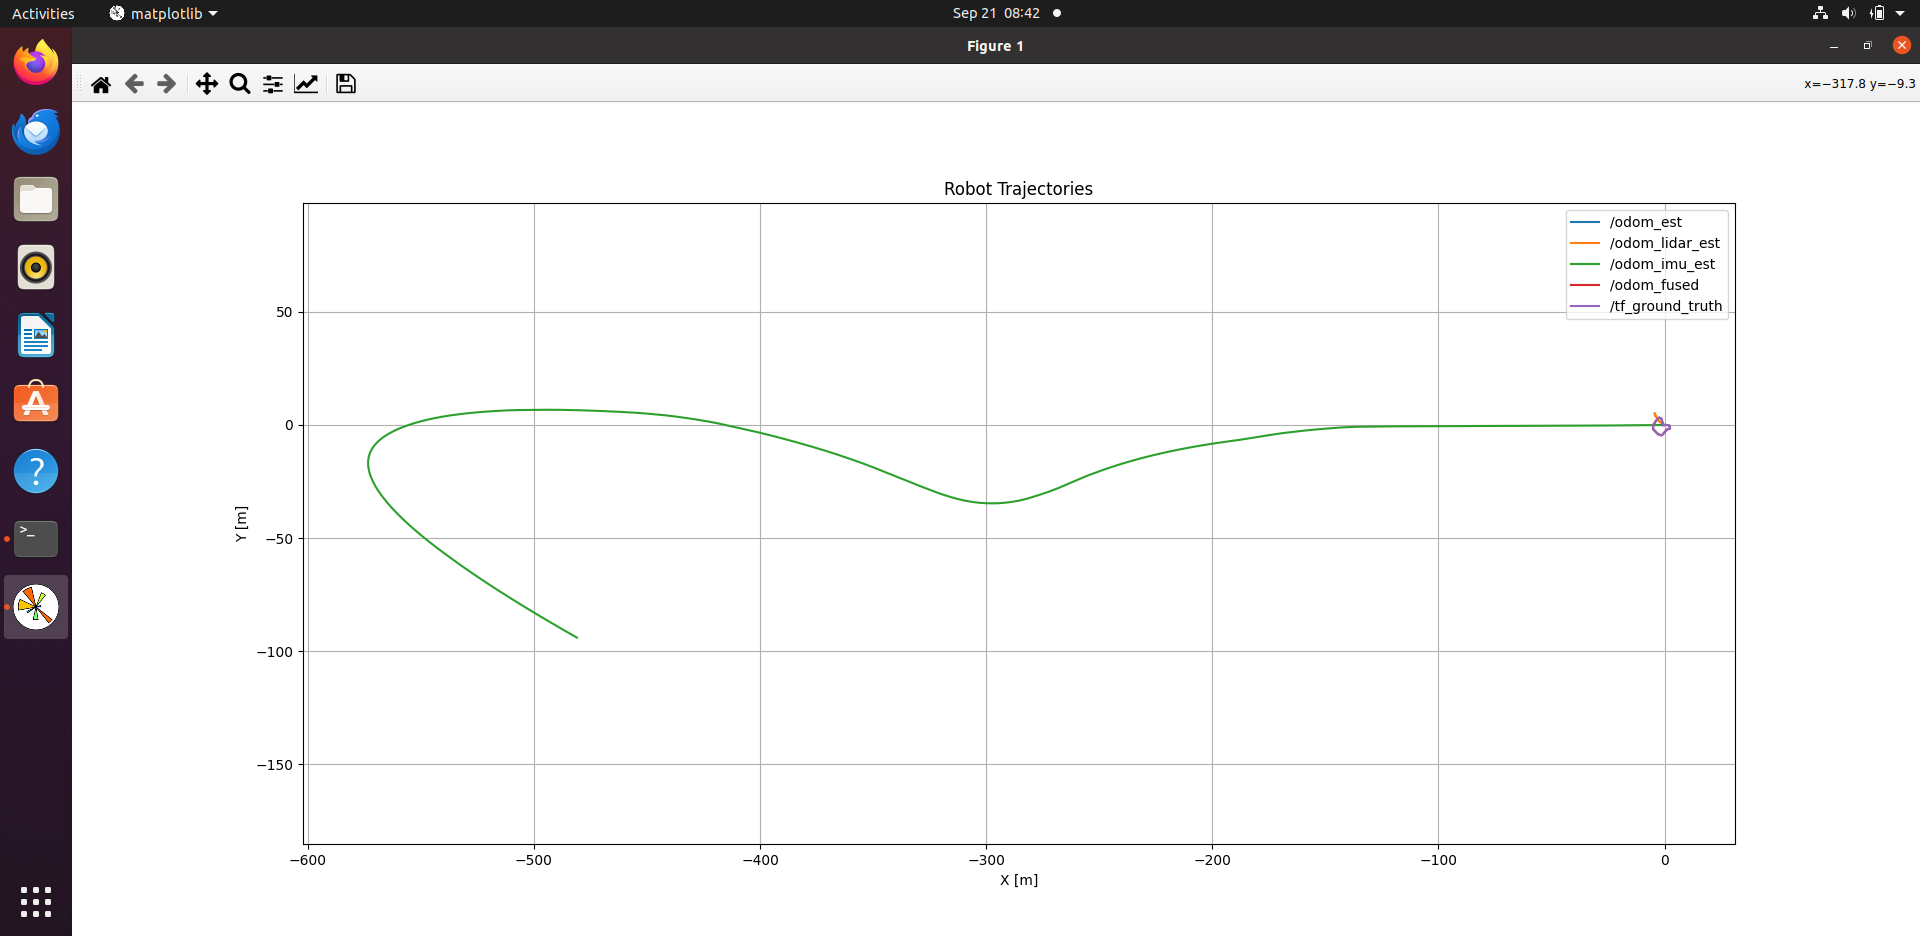 Activities
matplotlib
Sep 21 08:42
Figure 1
x=−317.8 y=−9.3
Robot Trajectories
/odom_est
/odom_lidar_est
/odom_imu_est
/odom_fused
/tf_ground_truth
50
0
−50
−100
−150
Y [m]
−600
−500
−400
−300
−200
−100
0
X [m]